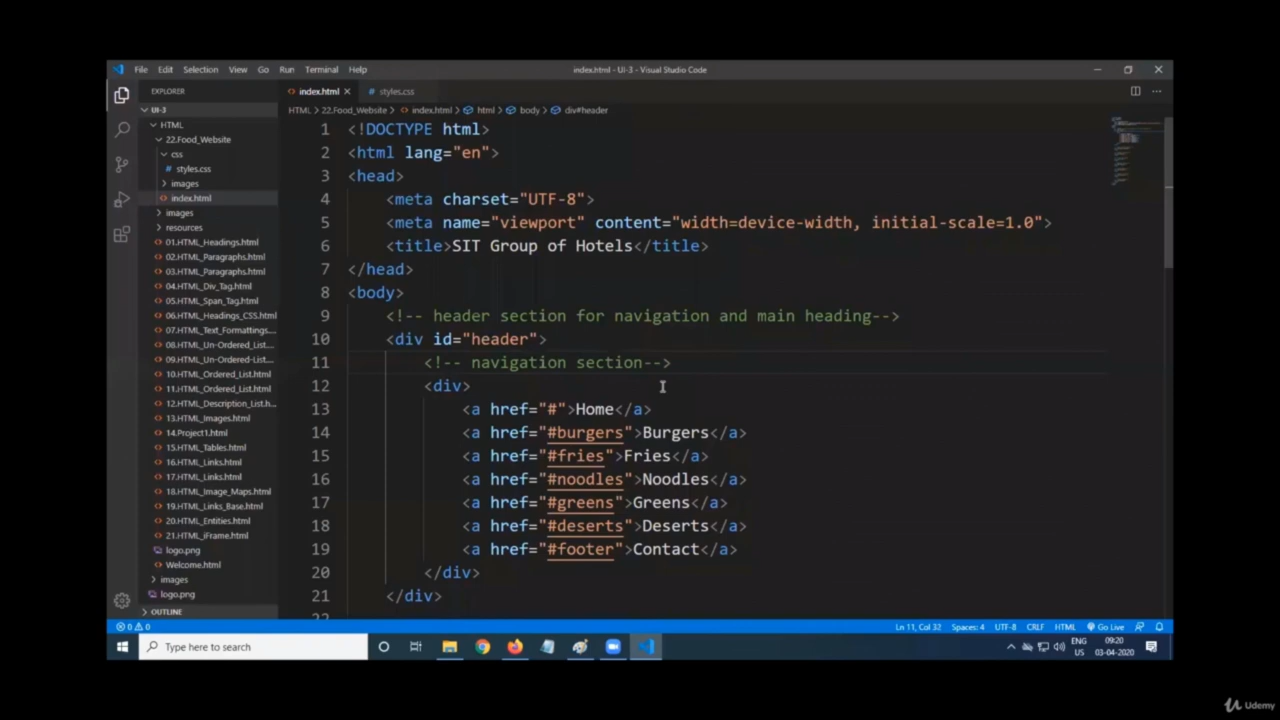 File Edit Selection View Go Run Terminal Help
index.html - UI-3 - Visual Studio Code
EXPLORER
index.html
styles.css
UI-3
HTML > 22.Food_Website > index.html > html > body > div#header
HTML
22.Food_Website
css
styles.css
images
index.html
images
resources
01.HTML_Headings.html
02.HTML_Paragraphs.html
03.HTML_Paragraphs.html
04.HTML_Div_Tag.html
05.HTML_Span_Tag.html
06.HTML_Headings_CSS.html
07.HTML_Text_Formattings....
08.HTML_Un-Ordered_List....
09.HTML_Un-Ordered-List....
10.HTML_Ordered_List.html
11.HTML_Ordered_List.html
12.HTML_Description_List.h...
13.HTML_Images.html
14.Project1.html
15.HTML_Tables.html
16.HTML_Links.html
17.HTML_Links.html
18.HTML_Image_Maps.html
19.HTML_Links_Base.html
20.HTML_Entities.html
21.HTML_iFrame.html
logo.png
Welcome.html
images
logo.png
OUTLINE
1 <!DOCTYPE html>
2 <html lang="en">
3 <head>
4 <meta charset="UTF-8">
5 <meta name="viewport" content="width=device-width, initial-scale=1.0">
6 <title>SIT Group of Hotels</title>
7 </head>
8 <body>
9 <!-- header section for navigation and main heading-->
10 <div id="header">
11 <!-- navigation section-->
12 <div>
13 <a href="#">Home</a>
14 <a href="#burgers">Burgers</a>
15 <a href="#fries">Fries</a>
16 <a href="#noodles">Noodles</a>
17 <a href="#greens">Greens</a>
18 <a href="#deserts">Deserts</a>
19 <a href="#footer">Contact</a>
20 </div>
21 </div>
22
0 0
Ln 11, Col 32 Spaces: 4 UTF-8 CRLF HTML Go Live
Type here to search
ENG
US
09:20
03-04-2020
Udemy